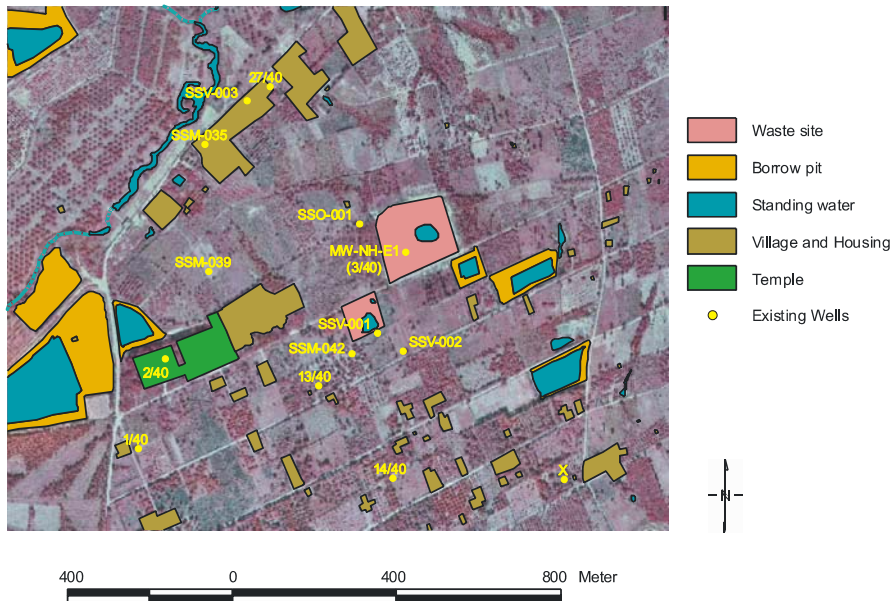 27/40
SSV-003
SSM-035
SSO-001
MW-NH-E1
(3/40)
SSM-039
SSV-001
SSM-042
SSV-002
2/40
13/40
1/40
14/40
X
Waste site
Borrow pit
Standing water
Village and Housing
Temple
Existing Wells
N
400 0 400 800 Meter